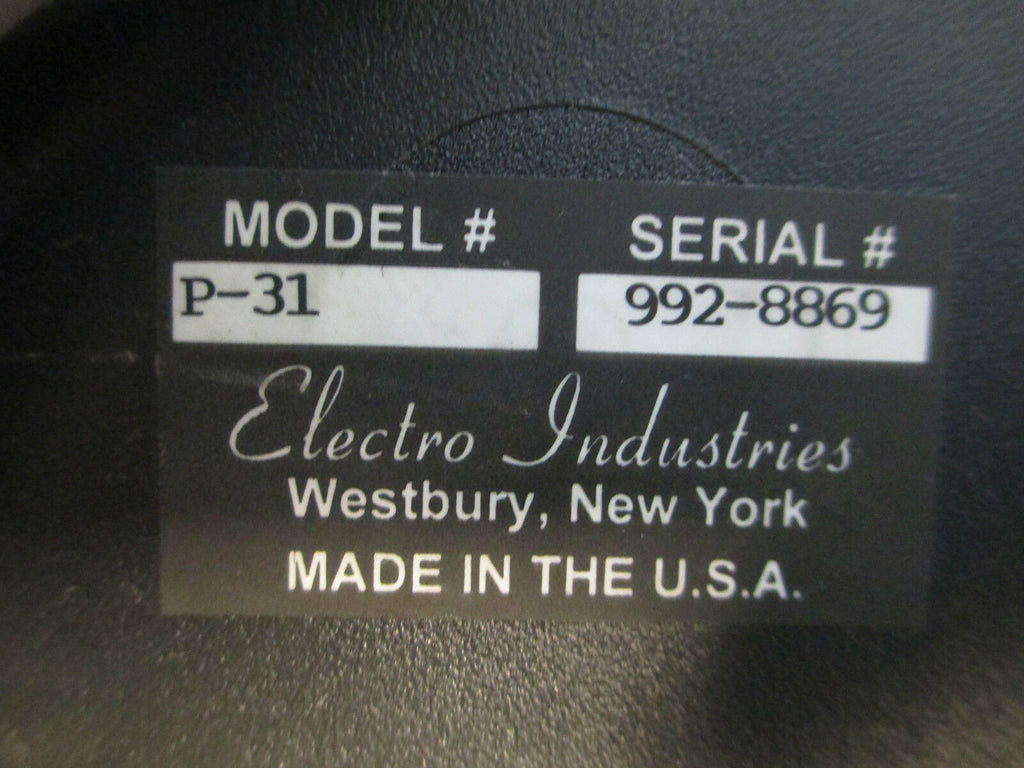 MODEL # SERIAL #
P-31 992-8869
Electro Industries
Westbury, New York
MADE IN THE U.S.A.